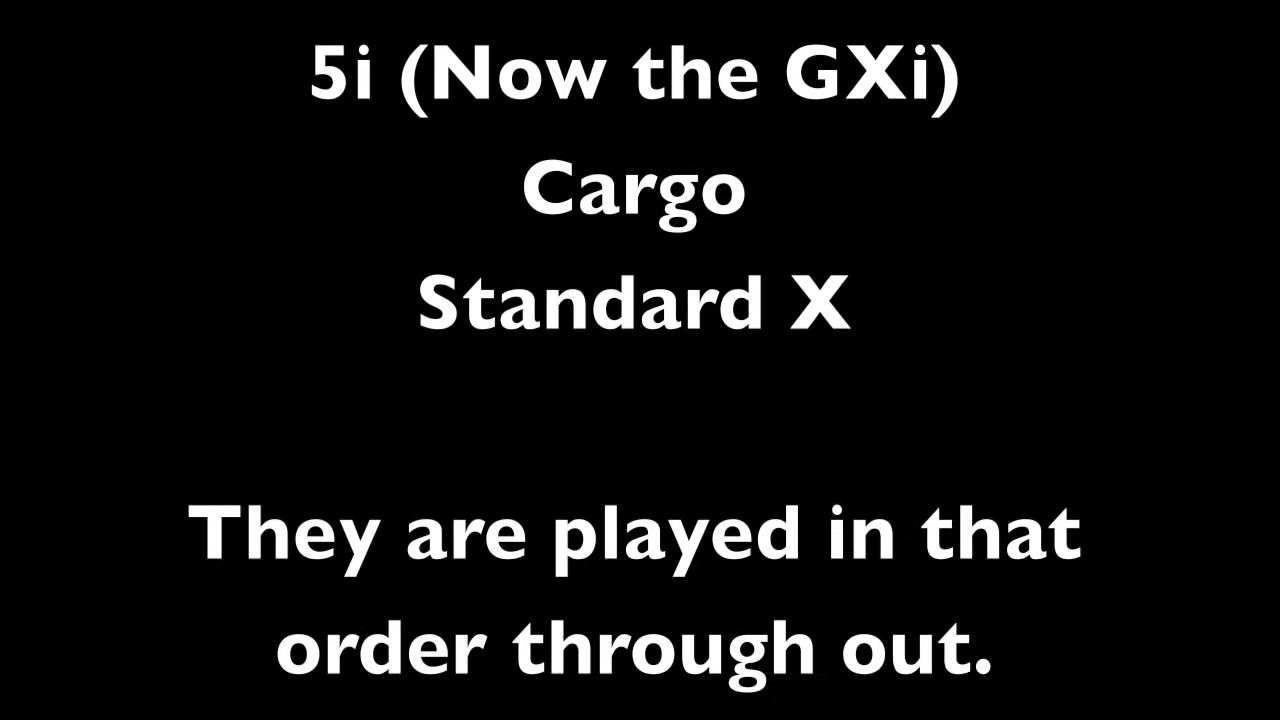 5i (Now the GXi)
Cargo
Standard X
They are played in that
order through out.